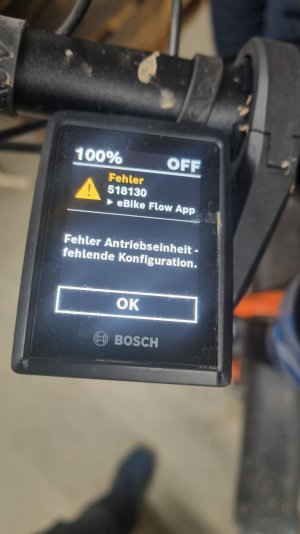 100% OFF
Fehler
518130
▶ eBike Flow App
Fehler Antriebseinheit -
fehlende Konfiguration.
OK
BOSCH